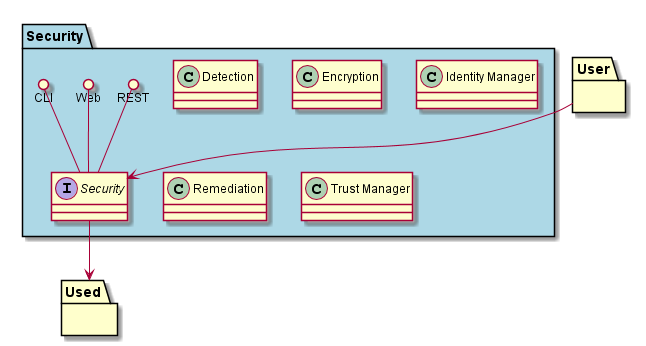 Security
User
CLI
Web
REST
C Detection
C Encryption
C Identity Manager
I Security
C Remediation
C Trust Manager
Used